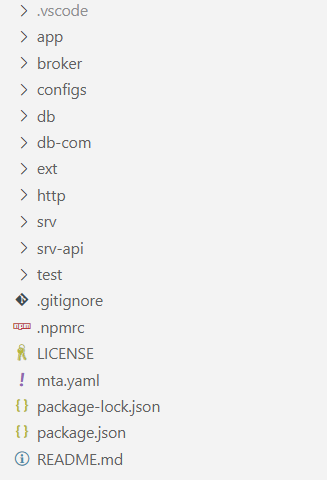 .vscode
app
broker
configs
db
db-com
ext
http
srv
srv-api
test
.gitignore
.npmrc
LICENSE
mta.yaml
package-lock.json
package.json
README.md